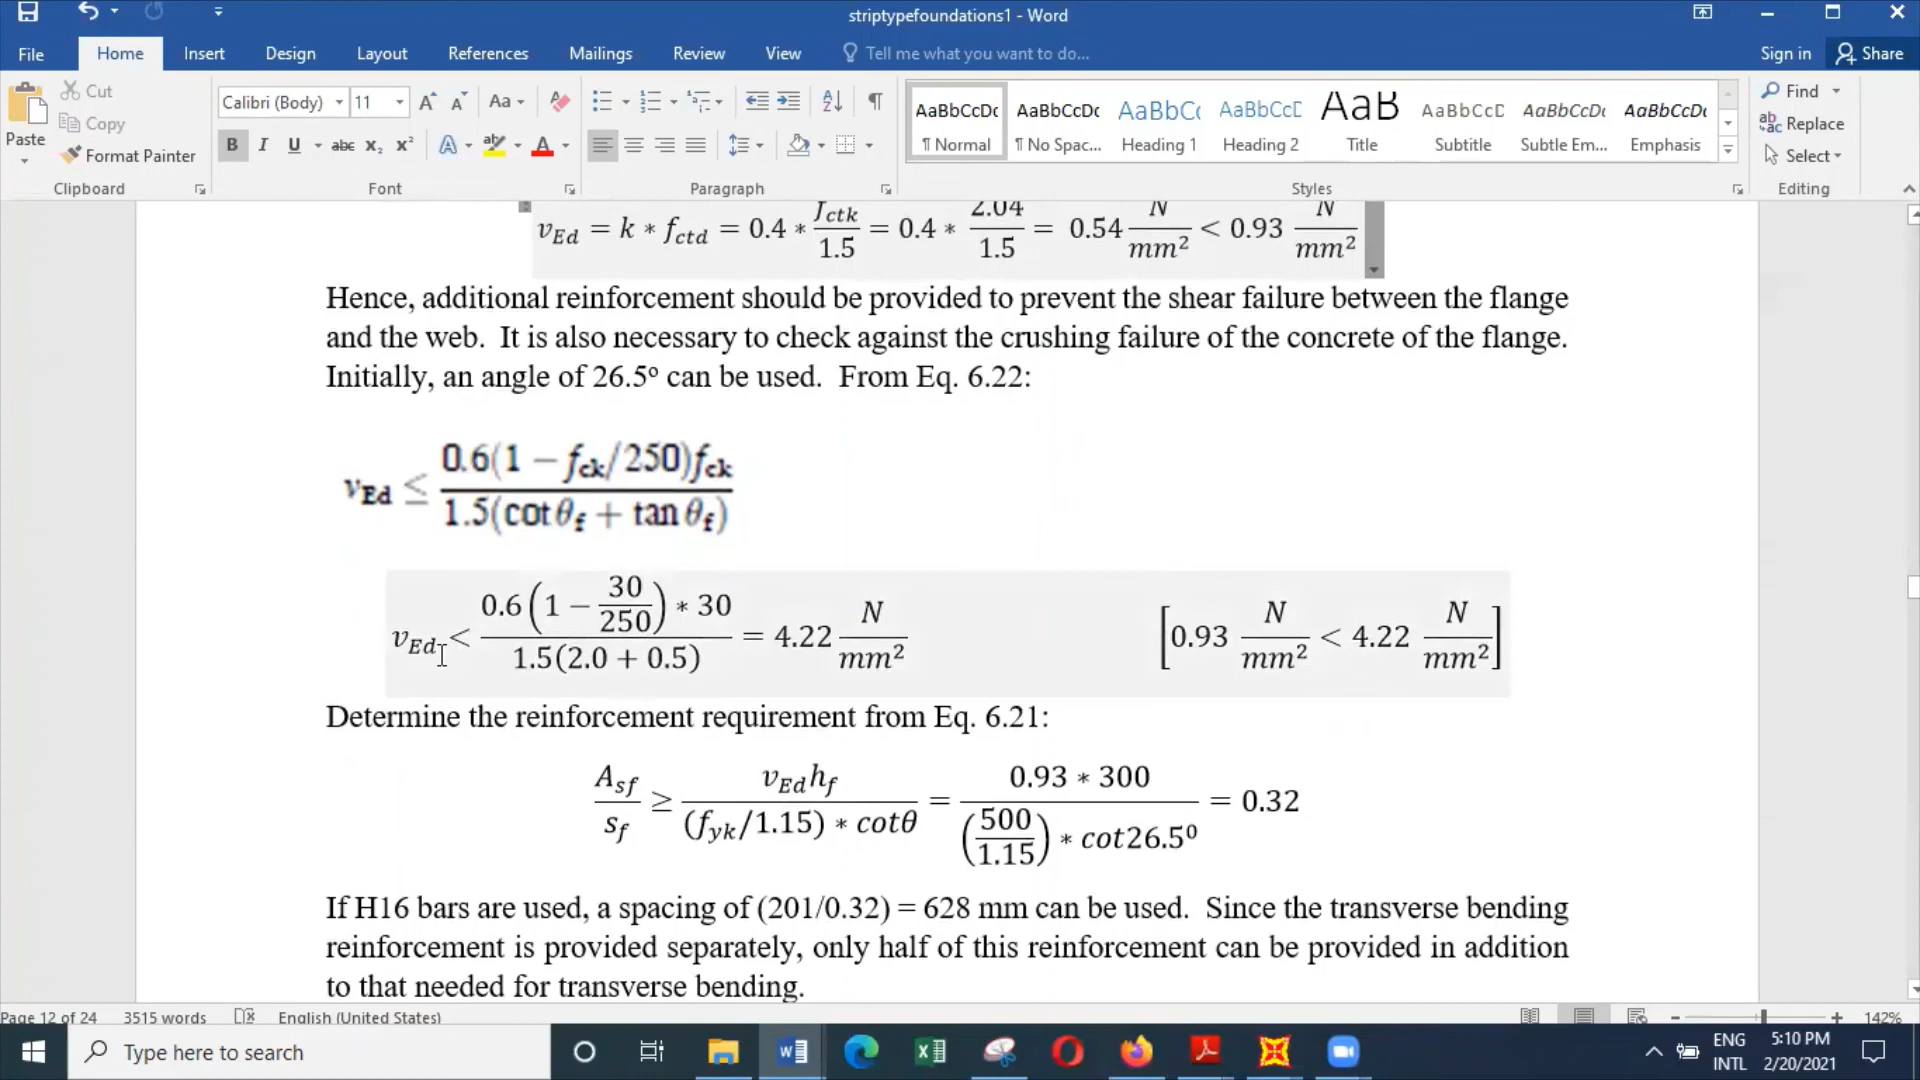 striptypefoundations1 - Word
File Home Insert Design Layout References Mailings Review View Tell me what you want to do... Sign in Share
Paste Cut Calibri (Body) 11 Aa AaBbCcDc AaBbCcDc AaBbCc AaBbCcD AaB AaBbCcD AaBbCcDc AaBbCcDc Find
Copy Replace
Format Painter B I U abc x₂ x² A A ¶ Normal ¶ No Spac... Heading 1 Heading 2 Title Subtitle Subtle Em... Emphasis Select
Clipboard Font Paragraph Styles Editing
v_Ed = k * f_ctd = 0.4 * f_ctk/1.5 = 0.4 * 2.04/1.5 = 0.54 N/mm² < 0.93 N/mm²
Hence, additional reinforcement should be provided to prevent the shear failure between the flange
and the web. It is also necessary to check against the crushing failure of the concrete of the flange.
Initially, an angle of 26.5º can be used. From Eq. 6.22:
v_Ed ≤ 0.6(1 − f_ck/250)f_ck / 1.5(cot θ_f + tan θ_f)
v_Ed < 0.6(1 − 30/250) * 30 / 1.5(2.0 + 0.5) = 4.22 N/mm² [0.93 N/mm² < 4.22 N/mm²]
Determine the reinforcement requirement from Eq. 6.21:
A_sf/s_f ≥ v_Ed h_f / (f_yk/1.15) * cotθ = 0.93 * 300 / (500/1.15) * cot26.5⁰ = 0.32
If H16 bars are used, a spacing of (201/0.32) = 628 mm can be used. Since the transverse bending
reinforcement is provided separately, only half of this reinforcement can be provided in addition
to that needed for transverse bending.
Page 12 of 24 3515 words English (United States) 142%
Type here to search ENG 5:10 PM
INTL 2/20/2021